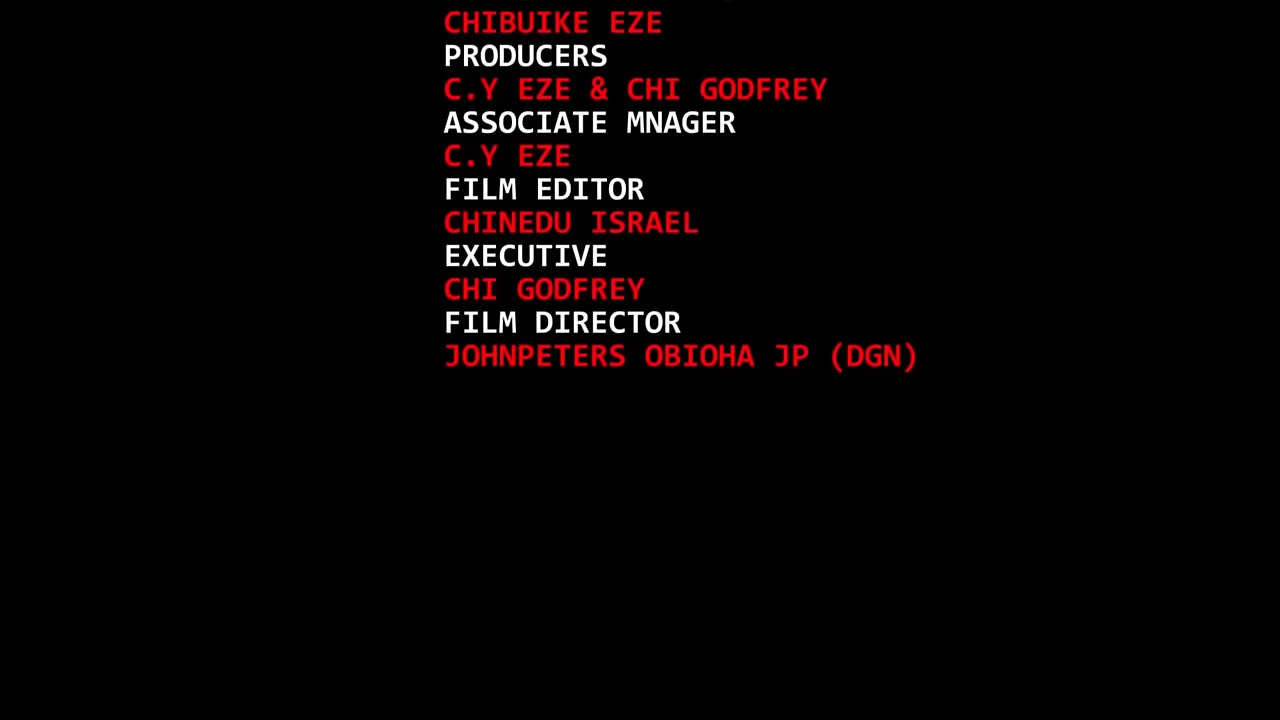 CHIBUIKE EZE
PRODUCERS
C.Y EZE & CHI GODFREY
ASSOCIATE MNAGER
C.Y EZE
FILM EDITOR
CHINEDU ISRAEL
EXECUTIVE
CHI GODFREY
FILM DIRECTOR
JOHNPETERS OBIOHA JP (DGN)